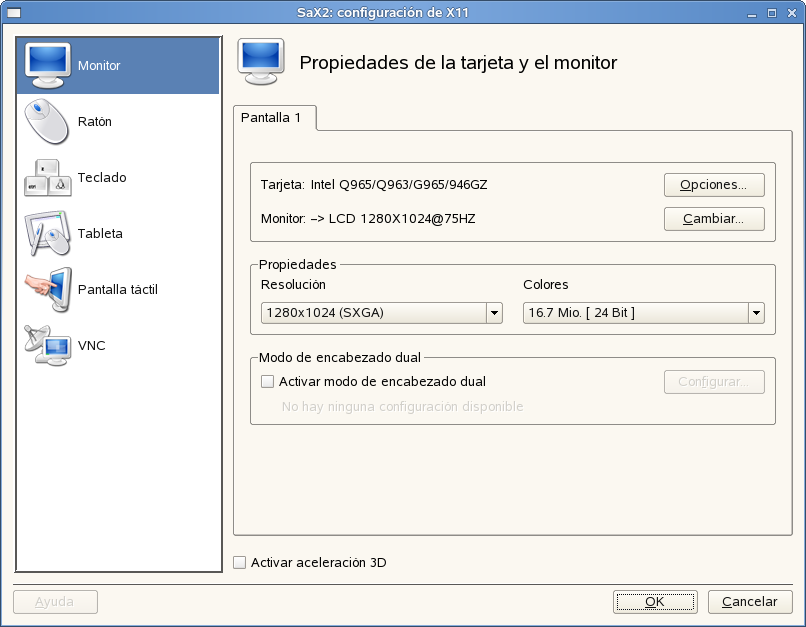 SaX2: configuración de X11
Monitor
Ratón
Teclado
Tableta
Pantalla táctil
VNC
Propiedades de la tarjeta y el monitor
Pantalla 1
Tarjeta: Intel Q965/Q963/G965/946GZ
Opciones...
Monitor: --> LCD 1280X1024@75HZ
Cambiar...
Propiedades
Resolución
Colores
1280x1024 (SXGA)
16.7 Mio. [ 24 Bit ]
Modo de encabezado dual
Activar modo de encabezado dual
Configurar...
No hay ninguna configuración disponible
Activar aceleración 3D
Ayuda
OK
Cancelar